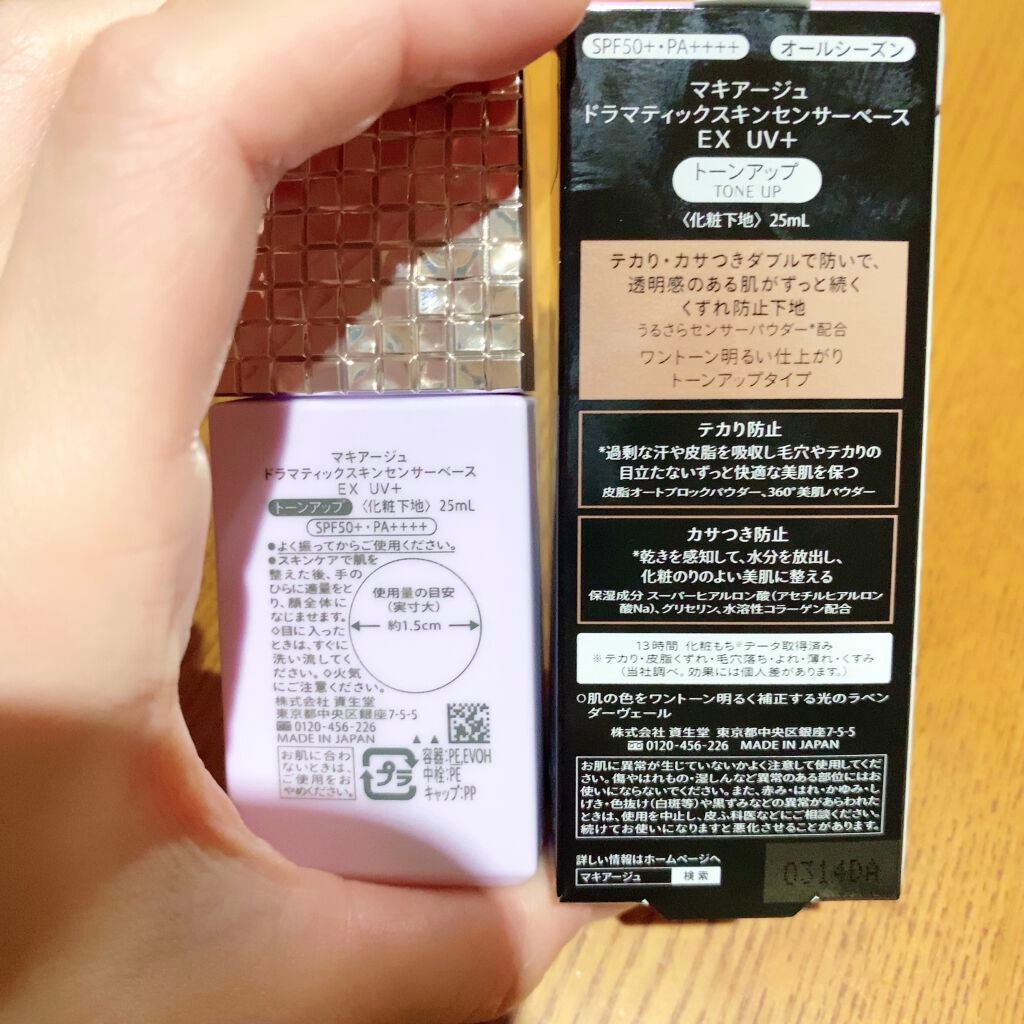 マキアージュ
ドラマティックスキンセンサーベース
EX UV+
トーンアップ 〈化粧下地〉 25mL
SPF50+・PA++++
●よく振ってからご使用ください。
●スキンケアで肌を
整えた後、手の
ひらに適量をと
り、顔全体に
なじませます。
◇目に入った
ときは、すぐに
洗い流してく
ださい。◇火気
にご注意ください。
使用量の目安
(実寸大)
約1.5cm
株式会社 資生堂
東京都中央区銀座7-5-5
0120-456-226
MADE IN JAPAN
お肌に合わ
ないときは、
ご使用をお
やめください。
プラ
容器:PE,EVOH
中栓:PE
キャップ:PP
SPF50+・PA++++
オールシーズン
マキアージュ
ドラマティックスキンセンサーベース
EX UV+
トーンアップ
TONE UP
〈化粧下地〉 25mL
テカリ・カサつきダブルで防いで、
透明感のある肌がずっと続く
くずれ防止下地
うるさらセンサーパウダー*配合
ワントーン明るい仕上がり
トーンアップタイプ
テカリ防止
*過剰な汗や皮脂を吸収し毛穴やテカリの
目立たないずっと快適な美肌を保つ
皮脂オートブロックパウダー、360°美肌パウダー
カサつき防止
*乾きを感知して、水分を放出し、
化粧のりのよい美肌に整える
保湿成分 スーパーヒアルロン酸(アセチルヒアルロン
酸Na)、グリセリン、水溶性コラーゲン配合
13時間 化粧もち※データ取得済み
※テカリ・皮脂くずれ・毛穴落ち・よれ・薄れ・くすみ
(当社調べ。効果には個人差があります。)
○肌の色をワントーン明るく補正する光のラベン
ダーヴェール
株式会社 資生堂 東京都中央区銀座7-5-5
0120-456-226 MADE IN JAPAN
お肌に異常が生じていないかよく注意して使用してくだ
さい。傷やはれもの・湿しんなど異常のある部位にはお
使いにならないでください。また、赤み・はれ・かゆみ・し
げき・色抜け(白斑等)や黒ずみなどの異常があらわれた
ときは、使用を中止し、皮ふ科医などにご相談ください。
続けてお使いになりますと悪化させることがあります。
詳しい情報はホームページへ
マキアージュ 検索
0314DA